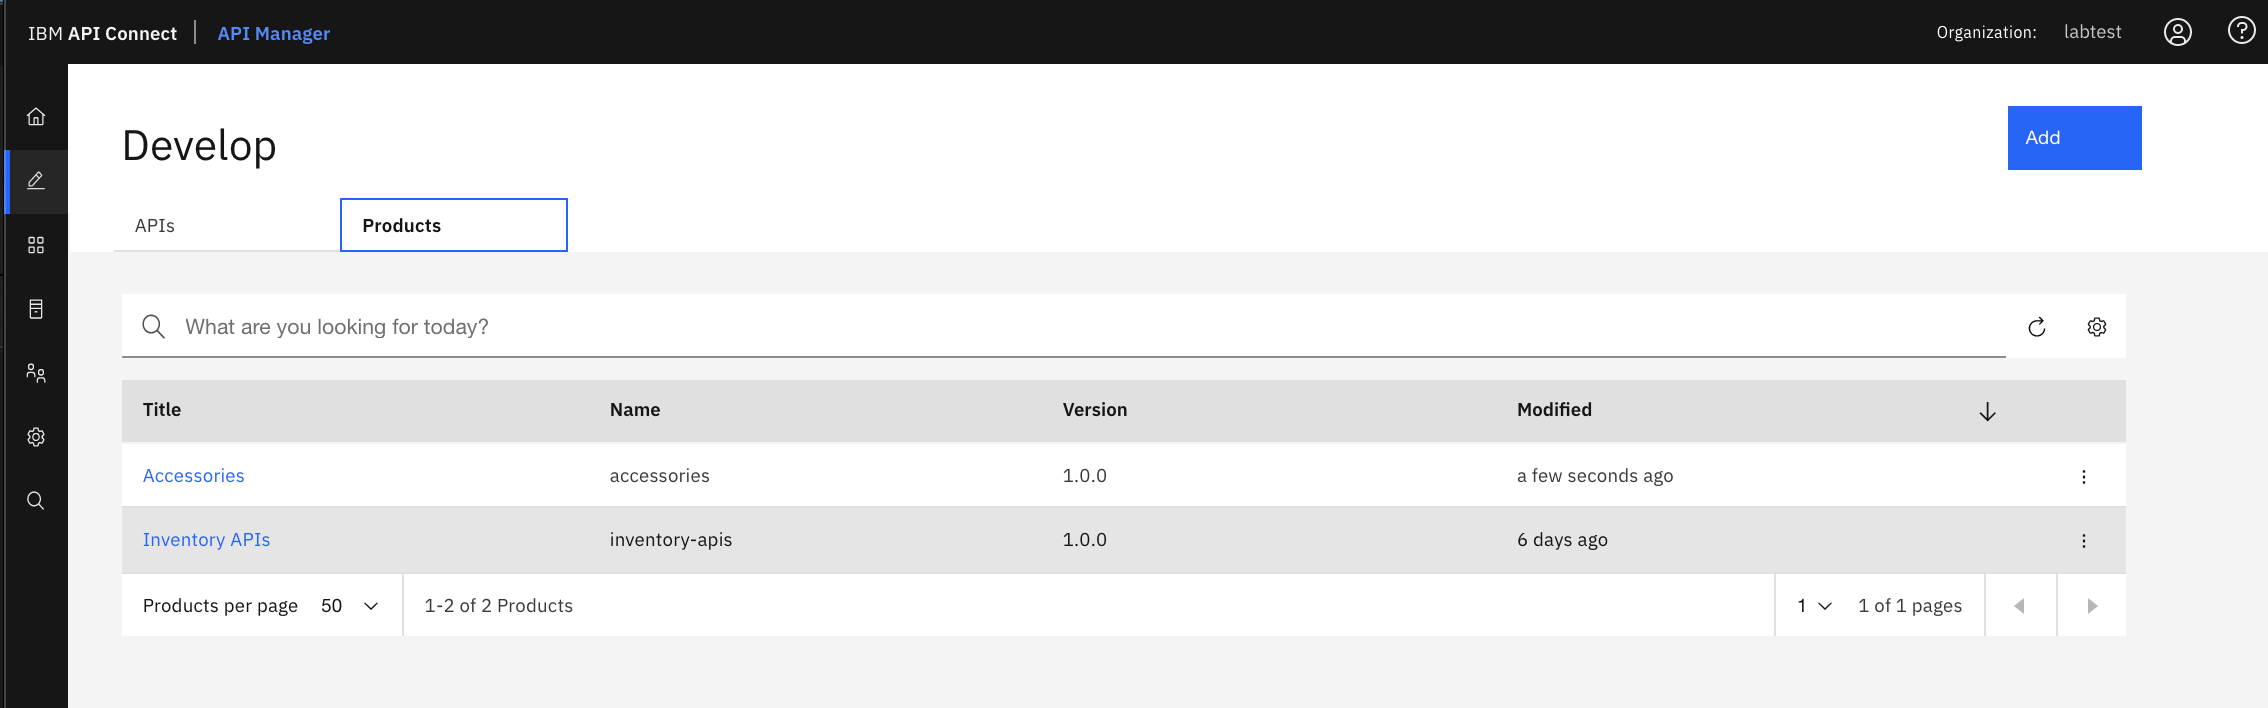 IBM API Connect | API Manager
Organization: labtest
Develop
Add
APIs
Products
What are you looking for today?
Title Name Version Modified
Accessories accessories 1.0.0 a few seconds ago
Inventory APIs inventory-apis 1.0.0 6 days ago
Products per page 50 1-2 of 2 Products 1 1 of 1 pages